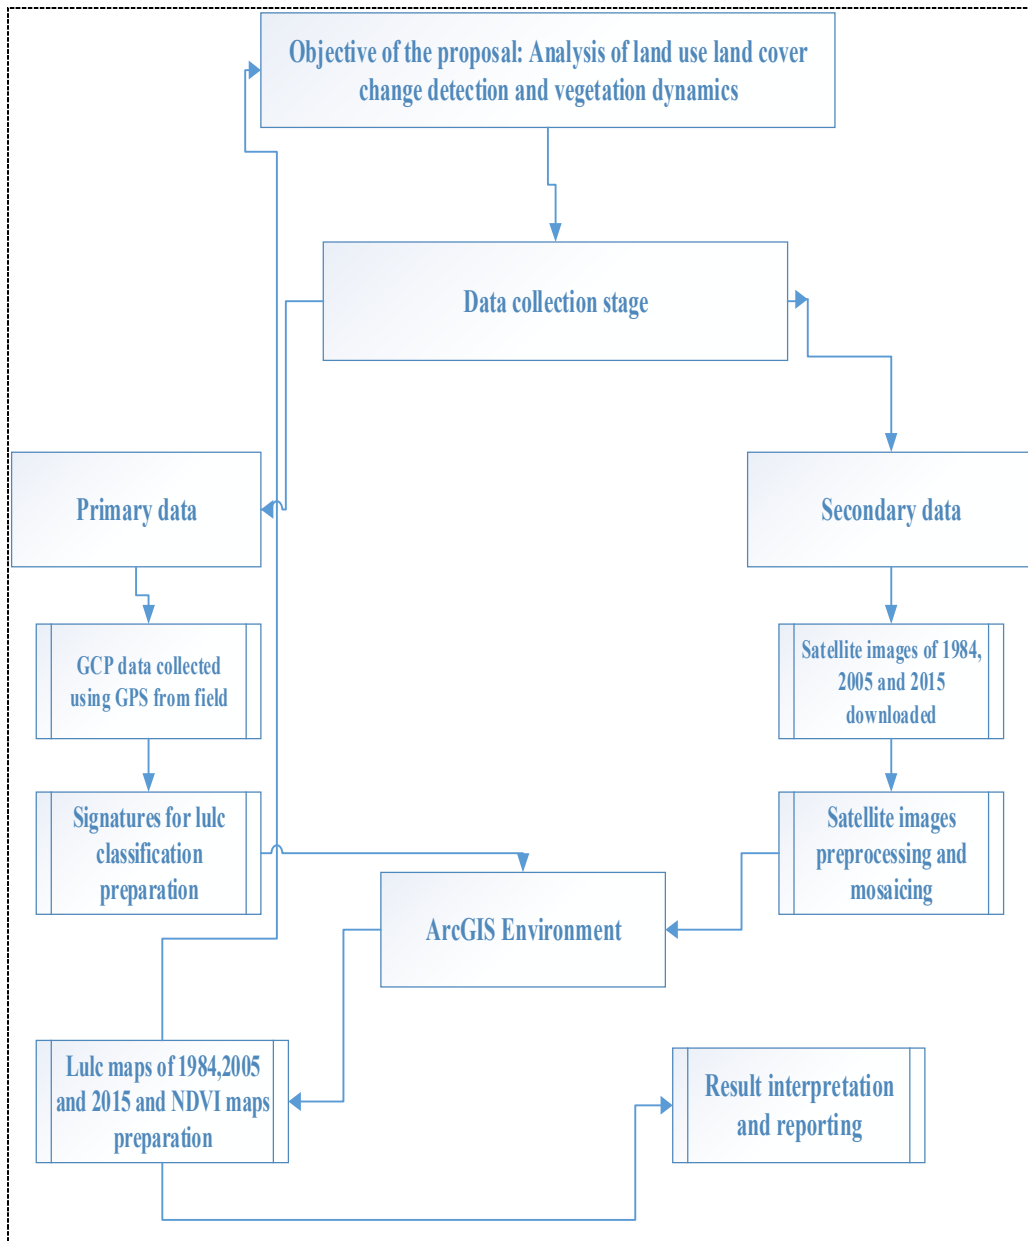 Objective of the proposal: Analysis of land use land cover
change detection and vegetation dynamics
Data collection stage
Primary data
Secondary data
GCP data collected
using GPS from field
Satellite images of 1984,
2005 and 2015
downloaded
Signatures for lulc
classification
preparation
Satellite images
preprocessing and
mosaicing
ArcGIS Environment
Lulc maps of 1984,2005
and 2015 and NDVI maps
preparation
Result interpretation
and reporting